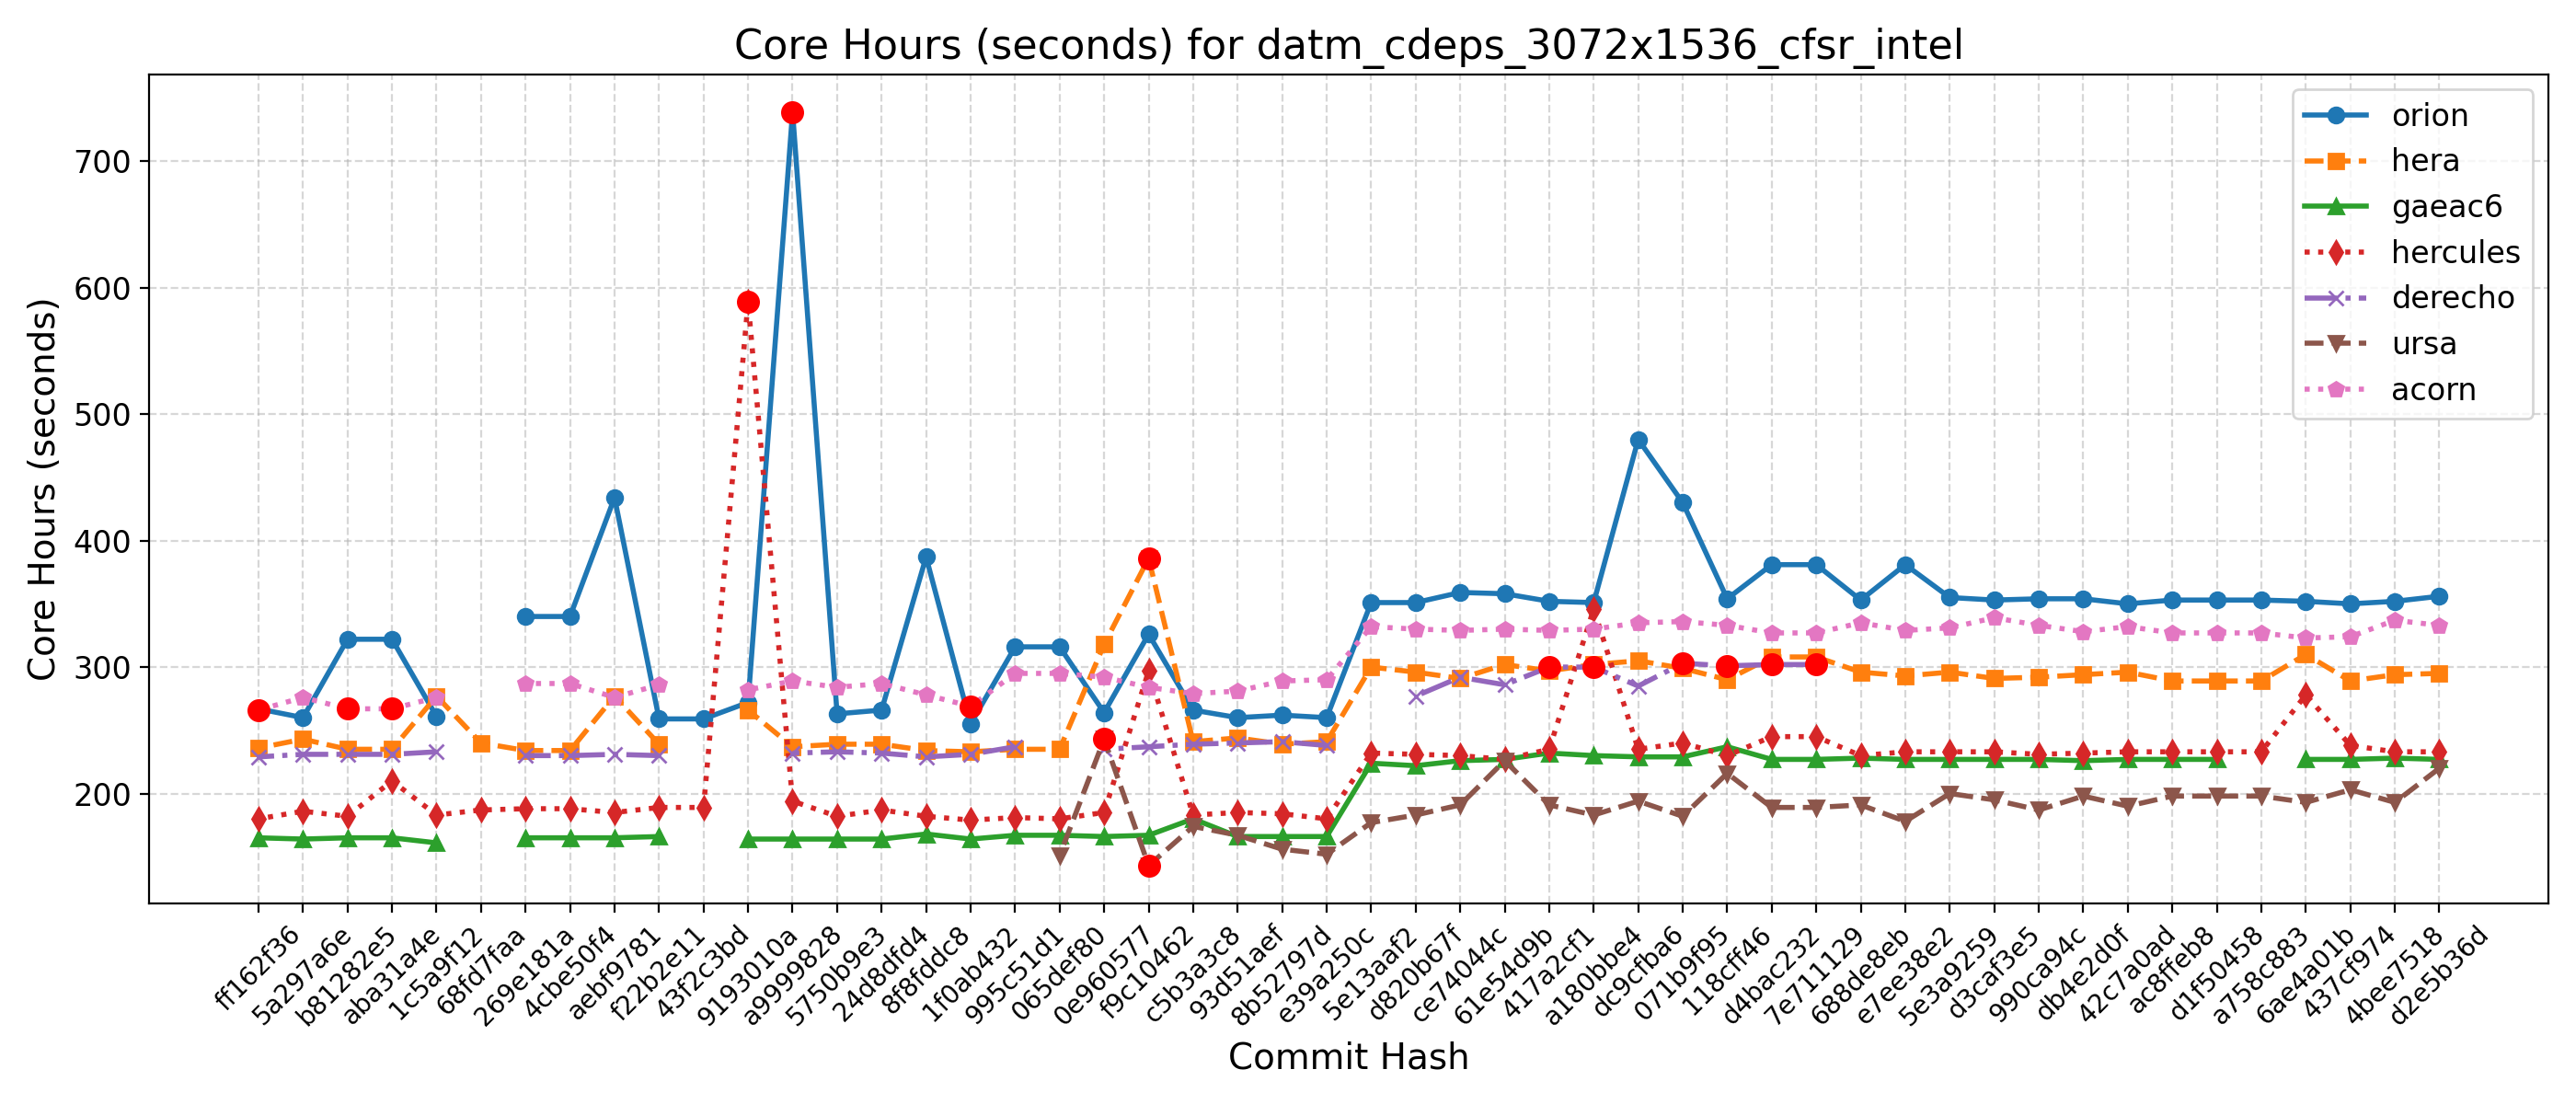 Core Hours (seconds) for datm_cdeps_3072x1536_cfsr_intel
Core Hours (seconds)
700
600
500
400
300
200
orion
hera
gaeac6
hercules
derecho
ursa
acorn
ff162f36
5a297a6e
b81282e5
aba31a4e
1c5a9f12
68fd7faa
269e181a
4cbe50f4
aebf9781
f22b2e11
43f2c3bd
9193010a
a9999828
5750b9e3
24d8dfd4
8f8fddc8
1f0ab432
995c51d1
065def80
0e960577
f9c10462
c5b3a3c8
93d51aef
8b52797d
e39a250c
5e13aaf2
d820b67f
ce74044c
61e54d9b
417a2cf1
a180bbe4
dc9cfba6
071b9f95
118cff46
d4bac232
7e711129
688de8eb
e7ee38e2
5e3a9259
d3caf3e5
990ca94c
db4e2d0f
42c7a0ad
ac8ffeb8
d1f50458
a758c883
6ae4a01b
437cf974
4bee7518
d2e5b36d
Commit Hash